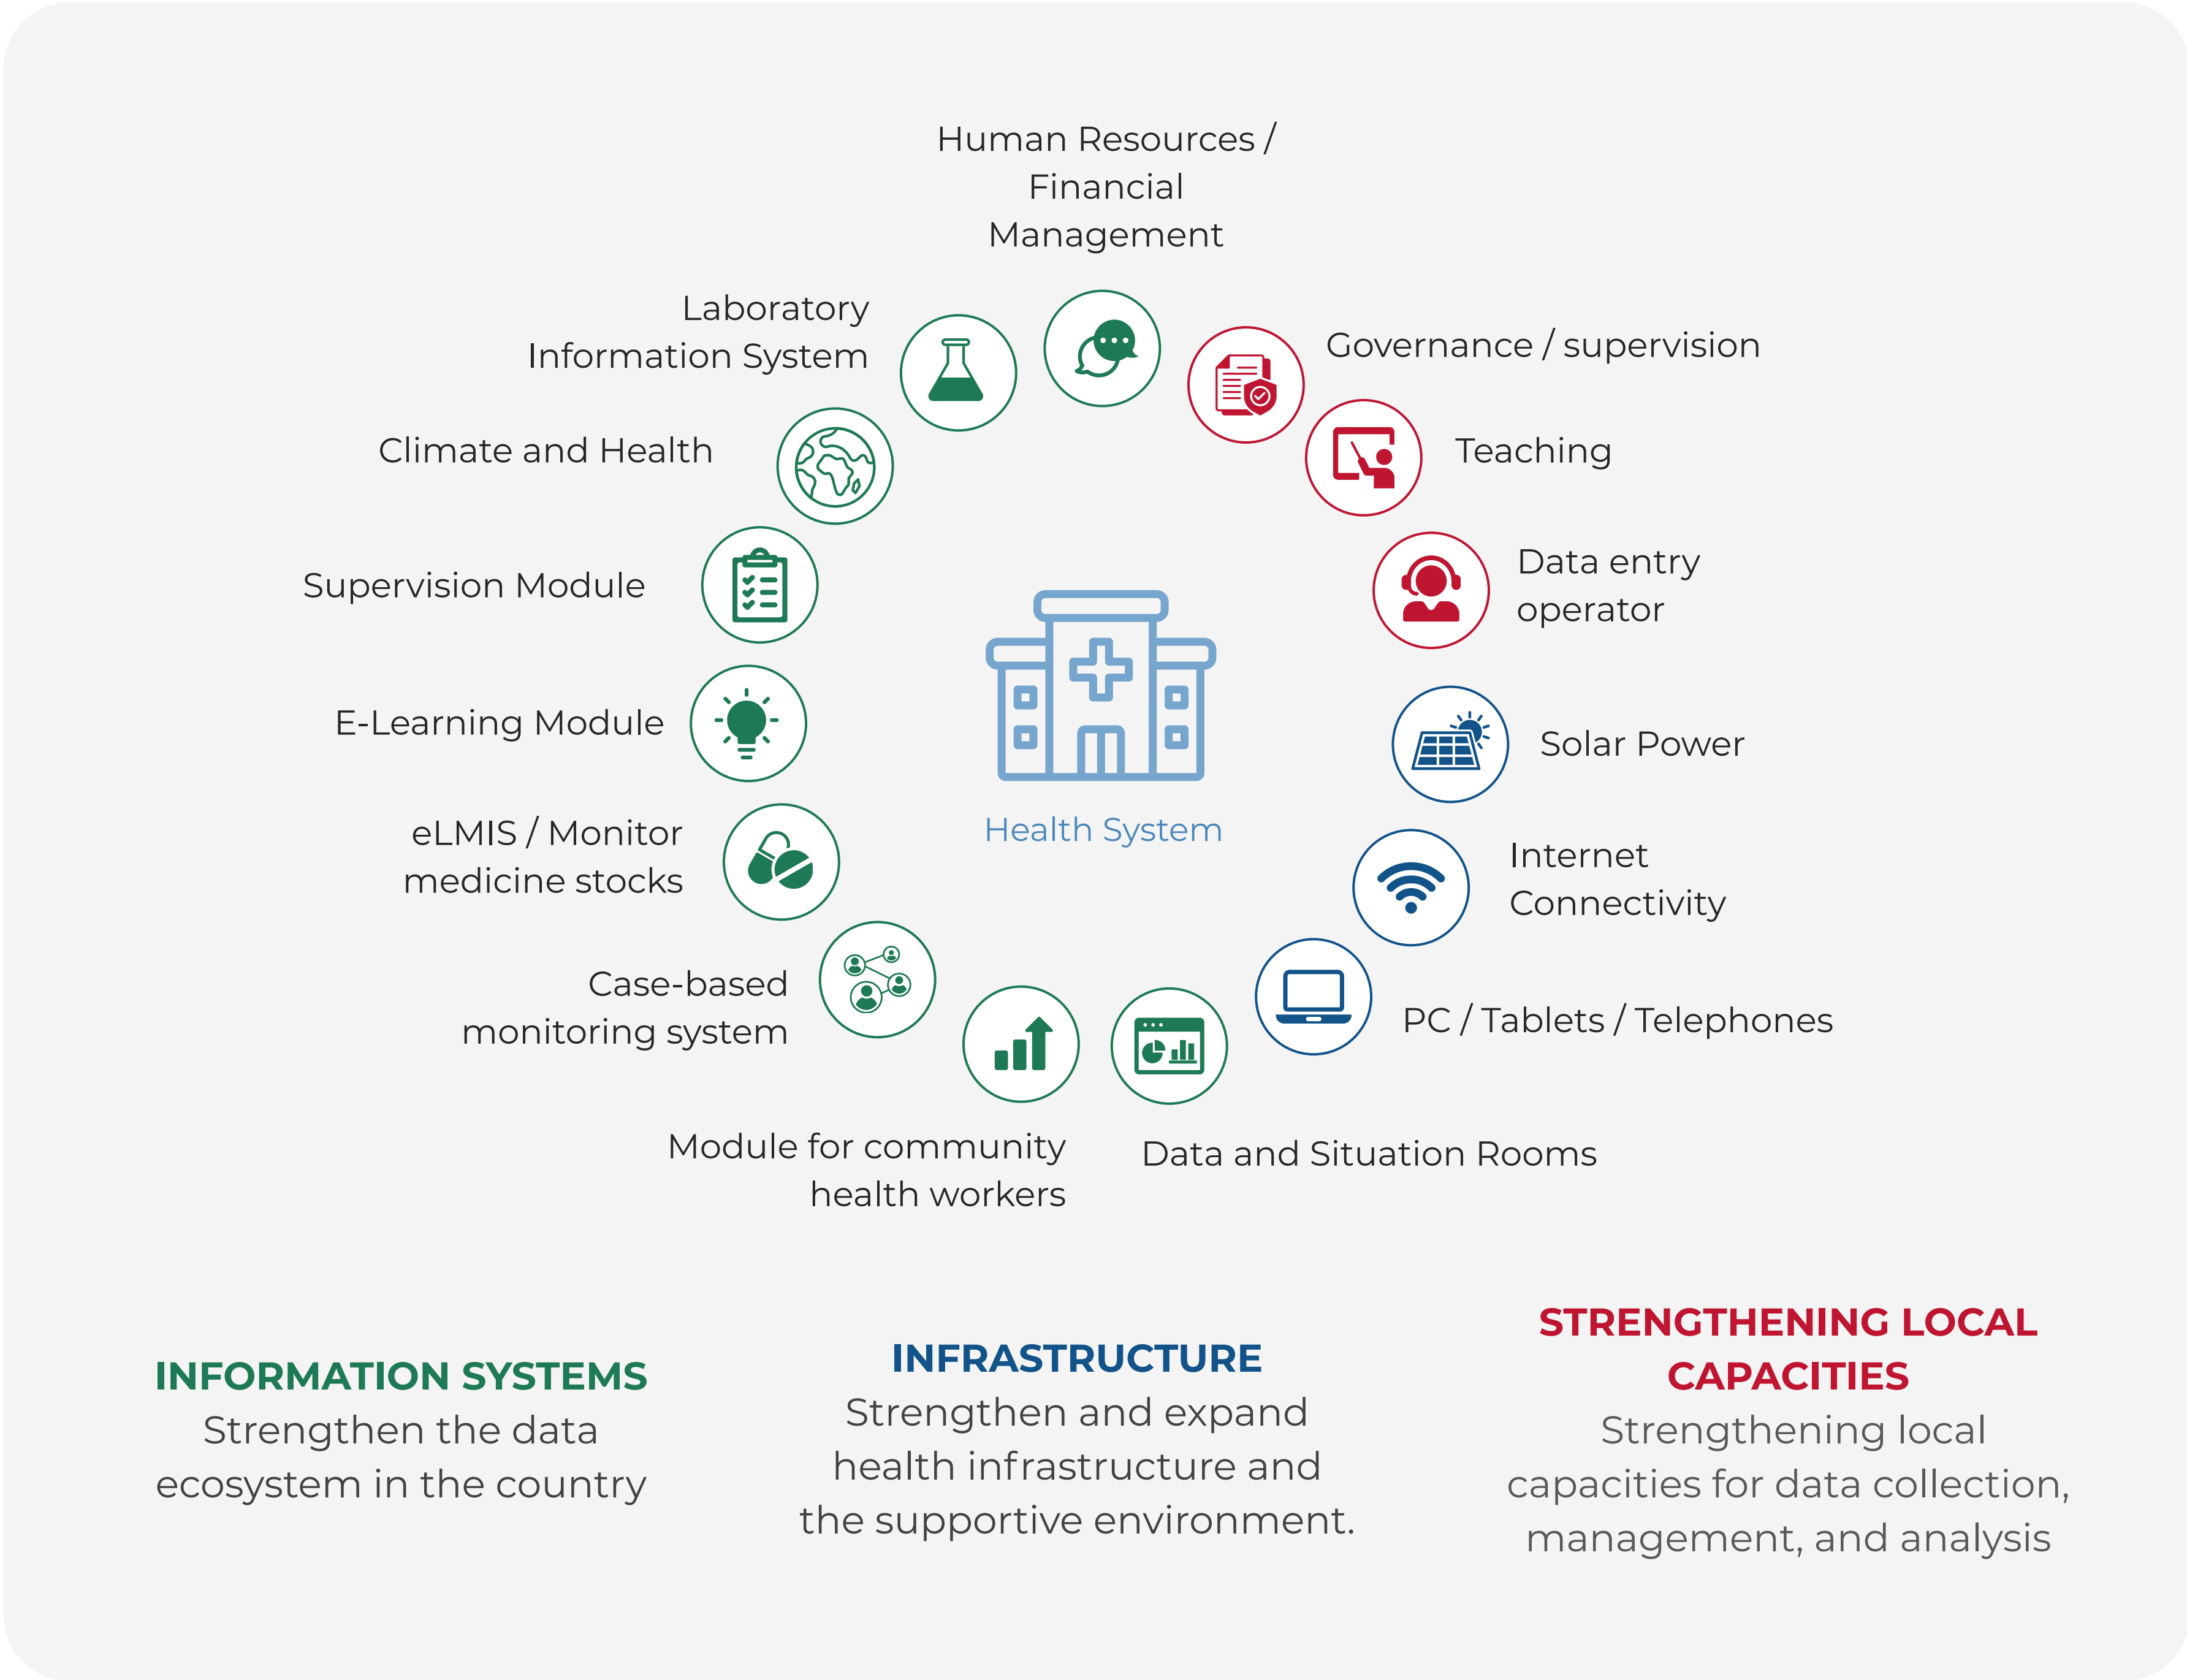 Human Resources /
Financial
Management
Laboratory
Information System
Governance / supervision
Climate and Health
Teaching
Supervision Module
Data entry
operator
E-Learning Module
Solar Power
eLMIS / Monitor
medicine stocks
Health System
Internet
Connectivity
Case-based
monitoring system
PC / Tablets / Telephones
Module for community
health workers
Data and Situation Rooms
INFORMATION SYSTEMS
Strengthen the data
ecosystem in the country
INFRASTRUCTURE
Strengthen and expand
health infrastructure and
the supportive environment.
STRENGTHENING LOCAL
CAPACITIES
Strengthening local
capacities for data collection,
management, and analysis